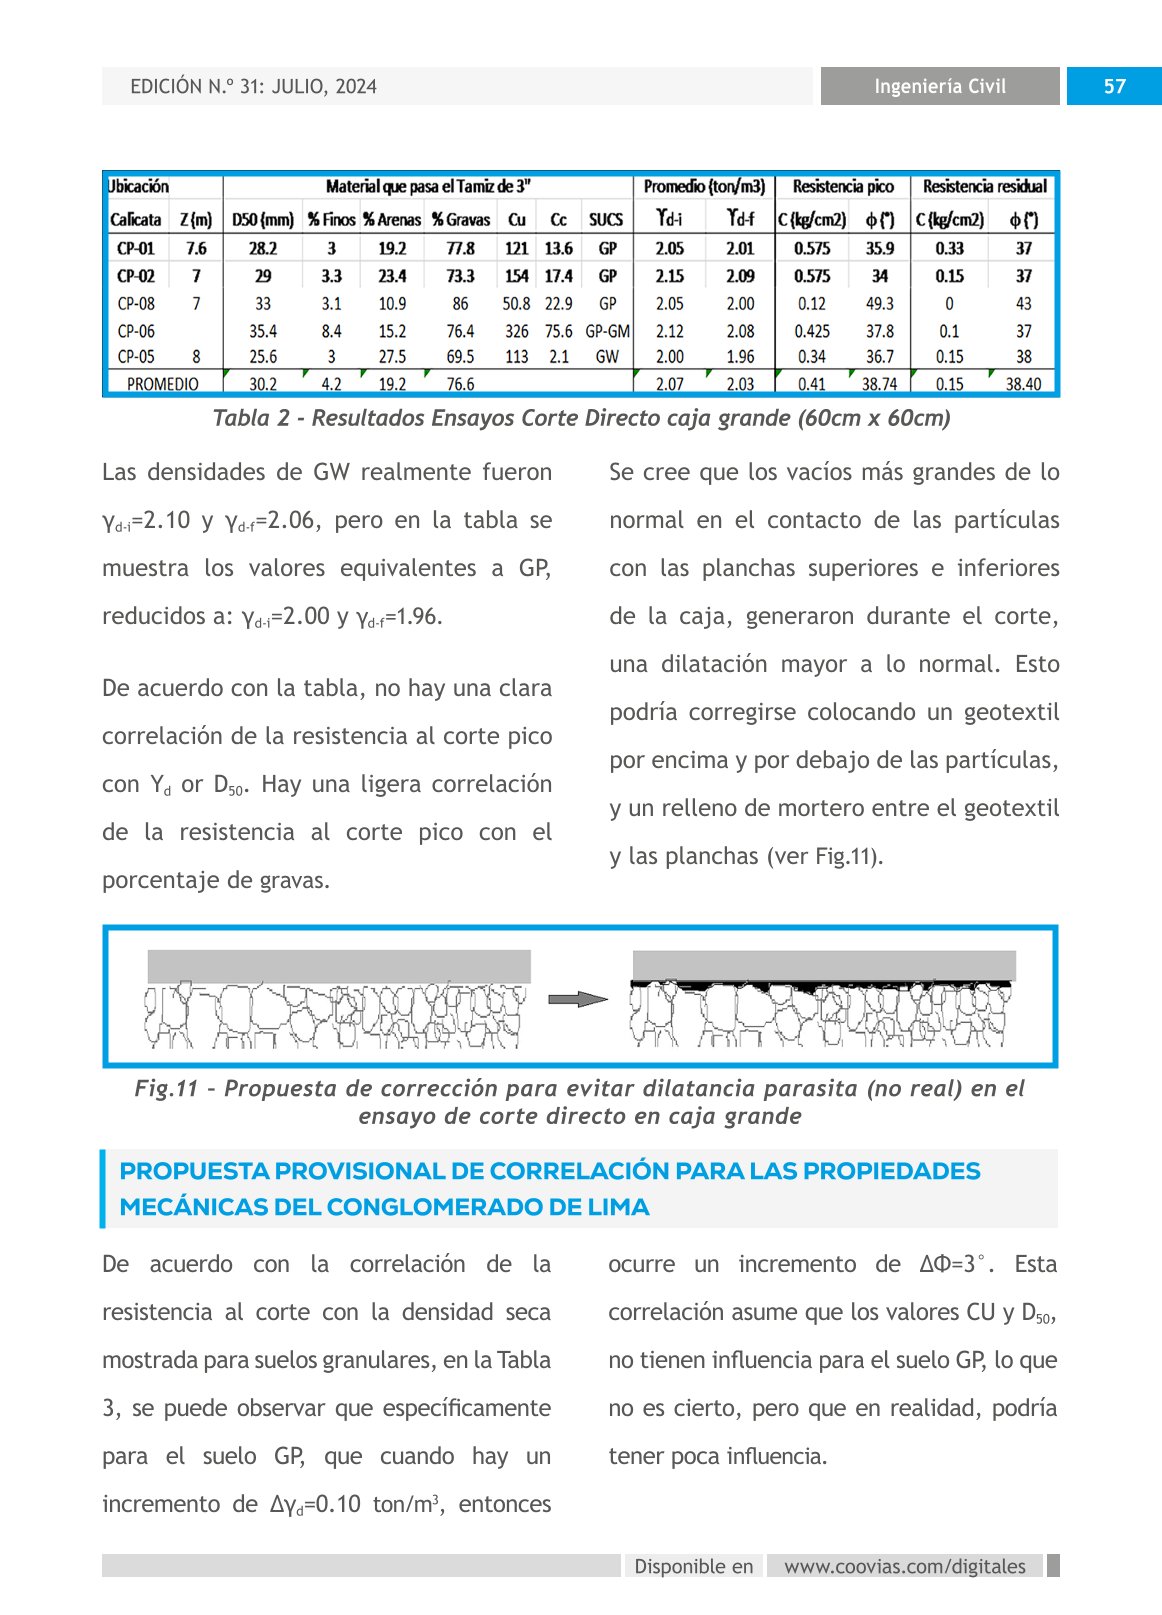 EDICIÓN N.º 31: JULIO, 2024
Ingeniería Civil
57
Ubicación Material que pasa el Tamiz de 3" Promedio (ton/m3) Resistencia pico Resistencia residual
Calicata Z (m) D50 (mm) % Finos % Arenas % Gravas Cu Cc SUCS ϒd-i ϒd-f C (kg/cm2) ϕ (°) C (kg/cm2) ϕ (°)
CP-01 7.6 28.2 3 19.2 77.8 121 13.6 GP 2.05 2.01 0.575 35.9 0.33 37
CP-02 7 29 3.3 23.4 73.3 154 17.4 GP 2.15 2.09 0.575 34 0.15 37
CP-08 7 33 3.1 10.9 86 50.8 22.9 GP 2.05 2.00 0.12 49.3 0 43
CP-06 35.4 8.4 15.2 76.4 326 75.6 GP-GM 2.12 2.08 0.425 37.8 0.1 37
CP-05 8 25.6 3 27.5 69.5 113 2.1 GW 2.00 1.96 0.34 36.7 0.15 38
PROMEDIO 30.2 4.2 19.2 76.6 2.07 2.03 0.41 38.74 0.15 38.40
Tabla 2 - Resultados Ensayos Corte Directo caja grande (60cm x 60cm)
Las densidades de GW realmente fueron
γd-i=2.10 y γd-f=2.06, pero en la tabla se
muestra los valores equivalentes a GP,
reducidos a: γd-i=2.00 y γd-f=1.96.
De acuerdo con la tabla, no hay una clara
correlación de la resistencia al corte pico
con Yd or D50. Hay una ligera correlación
de la resistencia al corte pico con el
porcentaje de gravas.
Se cree que los vacíos más grandes de lo
normal en el contacto de las partículas
con las planchas superiores e inferiores
de la caja, generaron durante el corte,
una dilatación mayor a lo normal. Esto
podría corregirse colocando un geotextil
por encima y por debajo de las partículas,
y un relleno de mortero entre el geotextil
y las planchas (ver Fig.11).
Fig.11 – Propuesta de corrección para evitar dilatancia parasita (no real) en el
ensayo de corte directo en caja grande
PROPUESTA PROVISIONAL DE CORRELACIÓN PARA LAS PROPIEDADES
MECÁNICAS DEL CONGLOMERADO DE LIMA
De acuerdo con la correlación de la
resistencia al corte con la densidad seca
mostrada para suelos granulares, en la Tabla
3, se puede observar que específicamente
para el suelo GP, que cuando hay un
incremento de Δγd=0.10 ton/m³, entonces
ocurre un incremento de ΔΦ=3°. Esta
correlación asume que los valores CU y D50,
no tienen influencia para el suelo GP, lo que
no es cierto, pero que en realidad, podría
tener poca influencia.
Disponible en
www.coovias.com/digitales